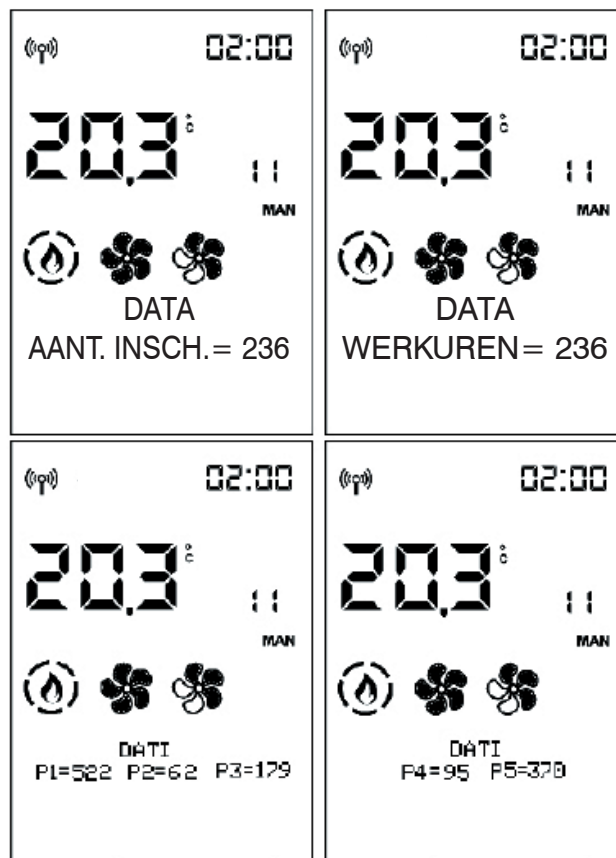 02:00
20,3 °C
11
MAN
DATA
AANT. INSCH.= 236
02:00
20,3 °C
11
MAN
DATA
WERKUREN= 236
02:00
20,3 °C
11
MAN
DATI
P1=522 P2=62 P3=179
02:00
20,3 °C
11
MAN
DATI
P4=95 P5=370